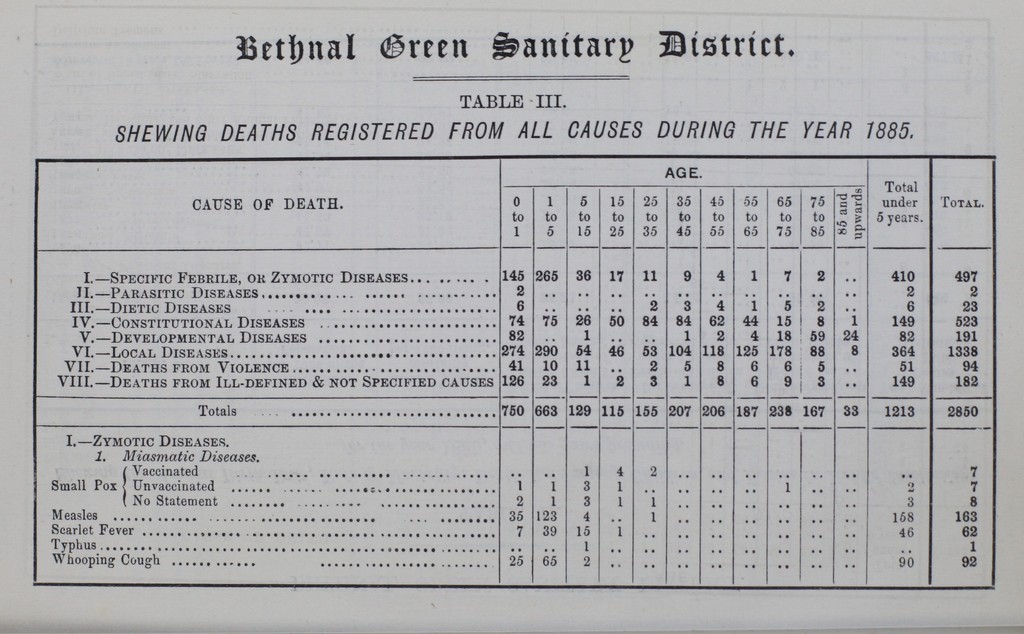 Bethnal Green Sanitary District.
TABLE III.
SHEWING DEATHS REGISTERED FROM ALL CAUSES DURING THE YEAR 1885.
CAUSE OF DEATH. AGE. Total under 5 years. TOTAL.
0 to 1 1 to 5 5 to 15 15 to 25 25 to 35 35 to 45 45 to 55 55 to 65 65 to 75 75 to 85 85 and upwards
I.—SPECIFIC FEBRILE, OR ZYMOTIC DISEASES 145 265 36 17 11 9 4 1 7 2 .. 410 497
II.—PARASITIC DISEASES 2 .. .. .. .. .. .. .. .. .. .. 2 2
III.—DIETIC DISEASES 6 .. .. .. 2 3 4 1 5 2 .. 6 23
IV.—CONSTITUTIONAL DISEASES 74 75 26 50 84 84 62 44 15 8 1 149 523
V.—DEVELOPMENTAL DISEASES 82 .. 1 .. .. 1 2 4 18 59 24 82 191
VI.—LOCAL DISEASES 274 290 54 46 53 104 118 125 178 88 8 364 1338
VII.—DEATHS FROM VIOLENCE 41 10 11 .. 2 5 8 6 6 5 .. 51 94
VIII.—DEATHS FROM ILL-DEFINED & NOT SPECIFIED CAUSES 126 23 1 2 3 1 8 6 9 3 .. 149 182
Totals 750 663 129 115 155 207 206 187 238 167 33 1213 2850
I.—ZYMOTIC DISEASES.
1. Miasmatic Diseases.
Vaccinated .. .. 1 4 2 .. .. .. .. .. .. .. 7
Small Pox Unvaccinated 1 1 3 1 .. .. .. .. 1 .. .. 2 7
No Statement 2 1 3 1 1 .. .. .. .. .. .. 3 8
Measles 35 123 4 .. 1 .. .. .. .. .. .. 158 163
Scarlet Fever 7 39 15 1 .. .. .. .. .. .. .. 46 62
Typhus .. .. 1 .. .. .. .. .. .. .. .. .. 1
Whooping Cough 25 65 2 .. .. .. .. .. .. .. .. 90 92